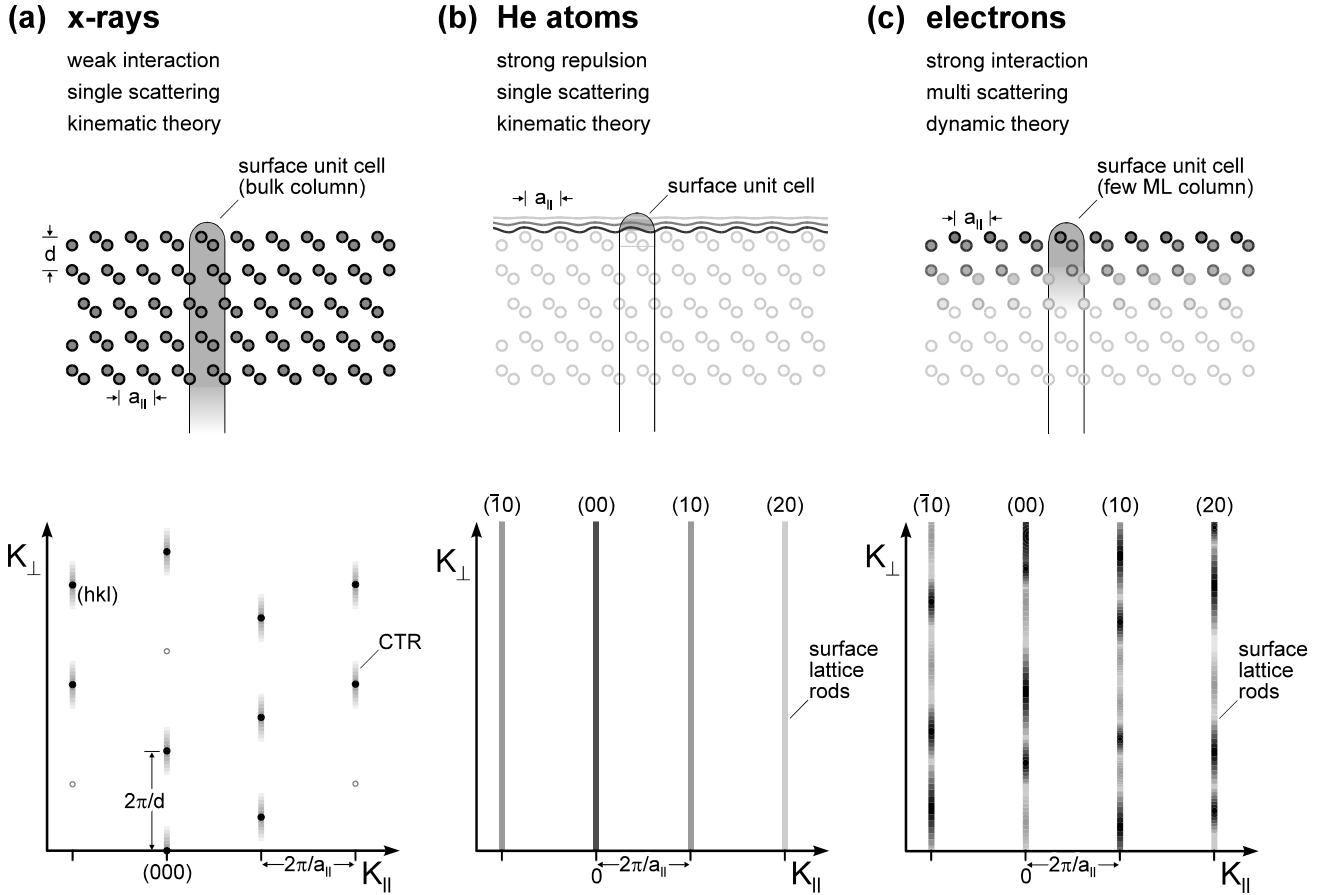 (a) x-rays
weak interaction
single scattering
kinematic theory
surface unit cell
(bulk column)
d
a||
K⊥
(hkl)
CTR
2π/d
(000)
2π/a||
K||
(b) He atoms
strong repulsion
single scattering
kinematic theory
a||
surface unit cell
(1̄0)
(00)
(10)
(20)
K⊥
surface
lattice
rods
0
2π/a||
K||
(c) electrons
strong interaction
multi scattering
dynamic theory
surface unit cell
(few ML column)
a||
(1̄0)
(00)
(10)
(20)
K⊥
surface
lattice
rods
0
2π/a||
K||